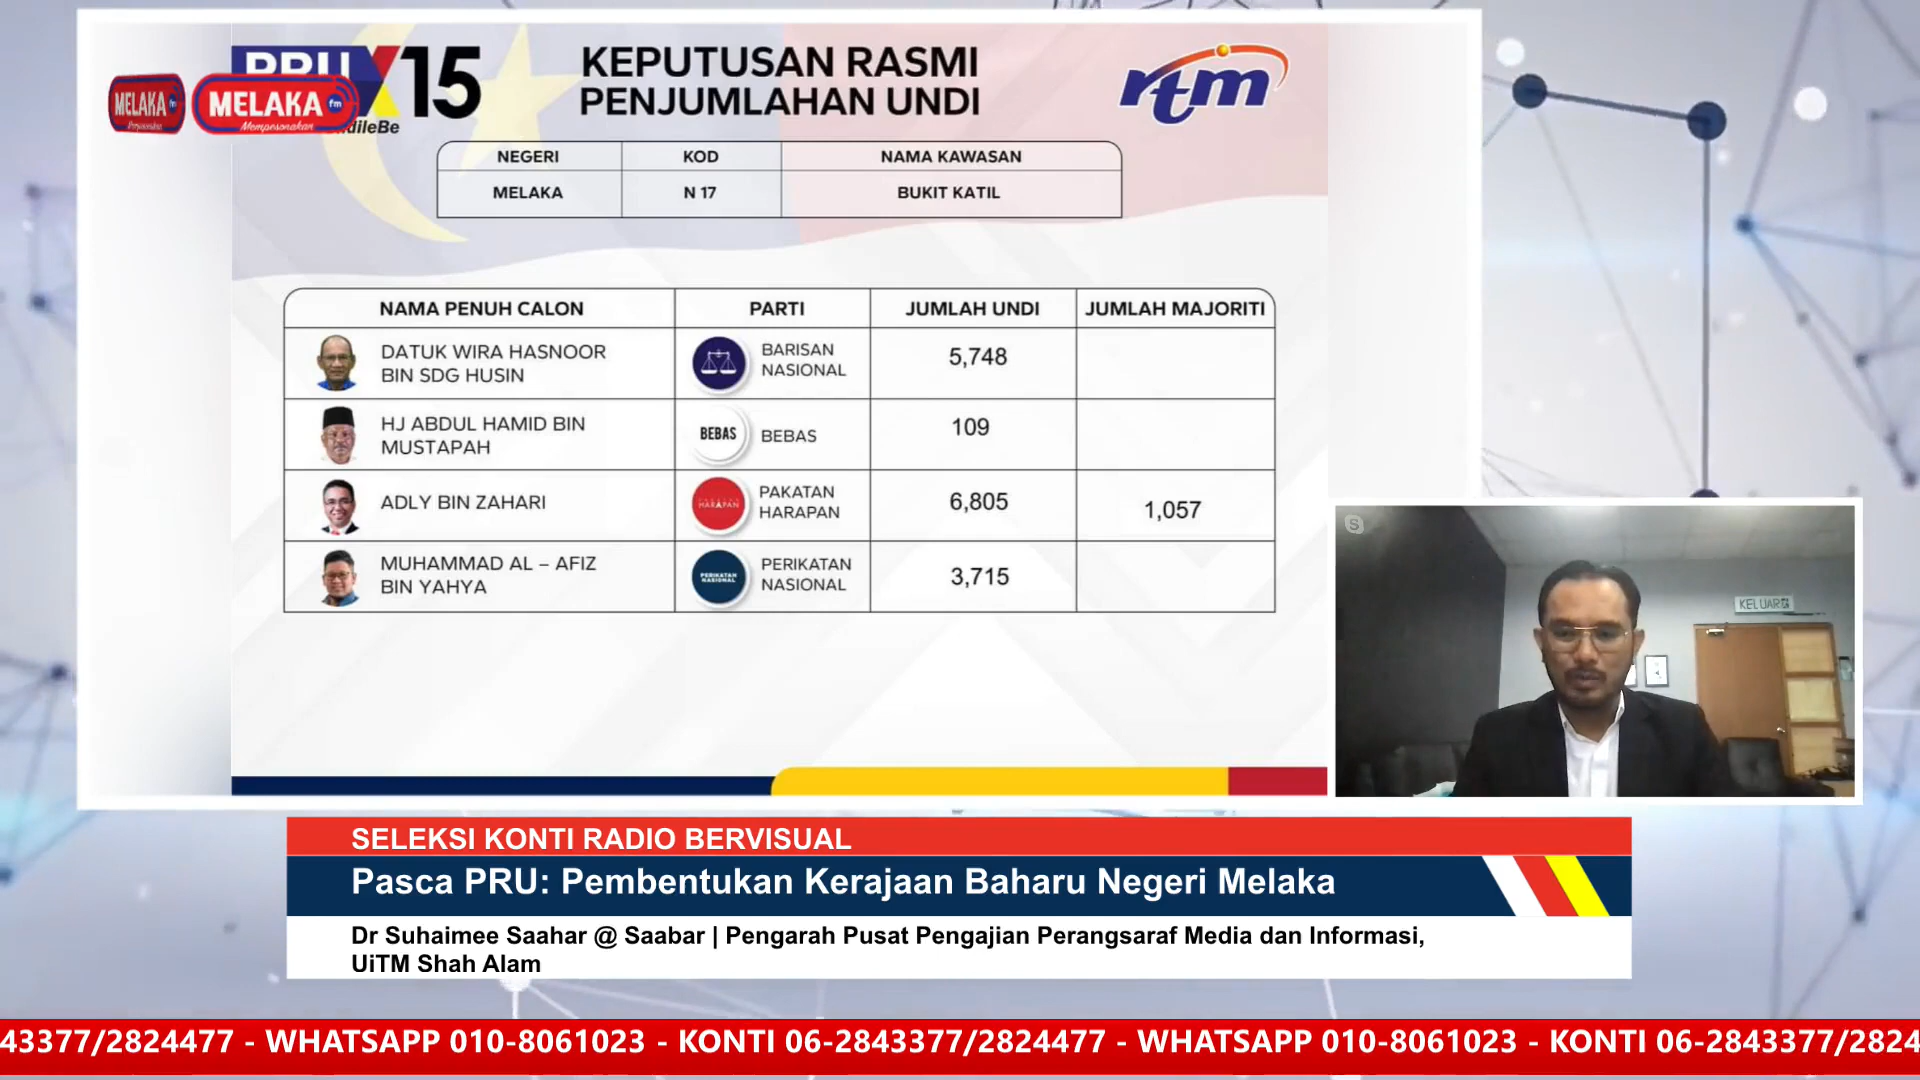 PRU 15
KEPUTUSAN RASMI
PENJUMLAHAN UNDI
rtm
MELAKA fm
MELAKA fm
Mempesonakan
NEGERI KOD NAMA KAWASAN
MELAKA N 17 BUKIT KATIL
NAMA PENUH CALON PARTI JUMLAH UNDI JUMLAH MAJORITI
DATUK WIRA HASNOOR
BIN SDG HUSIN
BARISAN
NASIONAL
5,748
HJ ABDUL HAMID BIN
MUSTAPAH
BEBAS
BEBAS
109
ADLY BIN ZAHARI
HARAPAN
PAKATAN
HARAPAN
6,805
1,057
MUHAMMAD AL – AFIZ
BIN YAHYA
PERIKATAN
NASIONAL
PERIKATAN
NASIONAL
3,715
S
KELUAR
SELEKSI KONTI RADIO BERVISUAL
Pasca PRU: Pembentukan Kerajaan Baharu Negeri Melaka
Dr Suhaimee Saahar @ Saabar | Pengarah Pusat Pengajian Perangsaraf Media dan Informasi,
UiTM Shah Alam
43377/2824477 - WHATSAPP 010-8061023 - KONTI 06-2843377/2824477 - WHATSAPP 010-8061023 - KONTI 06-2843377/2824